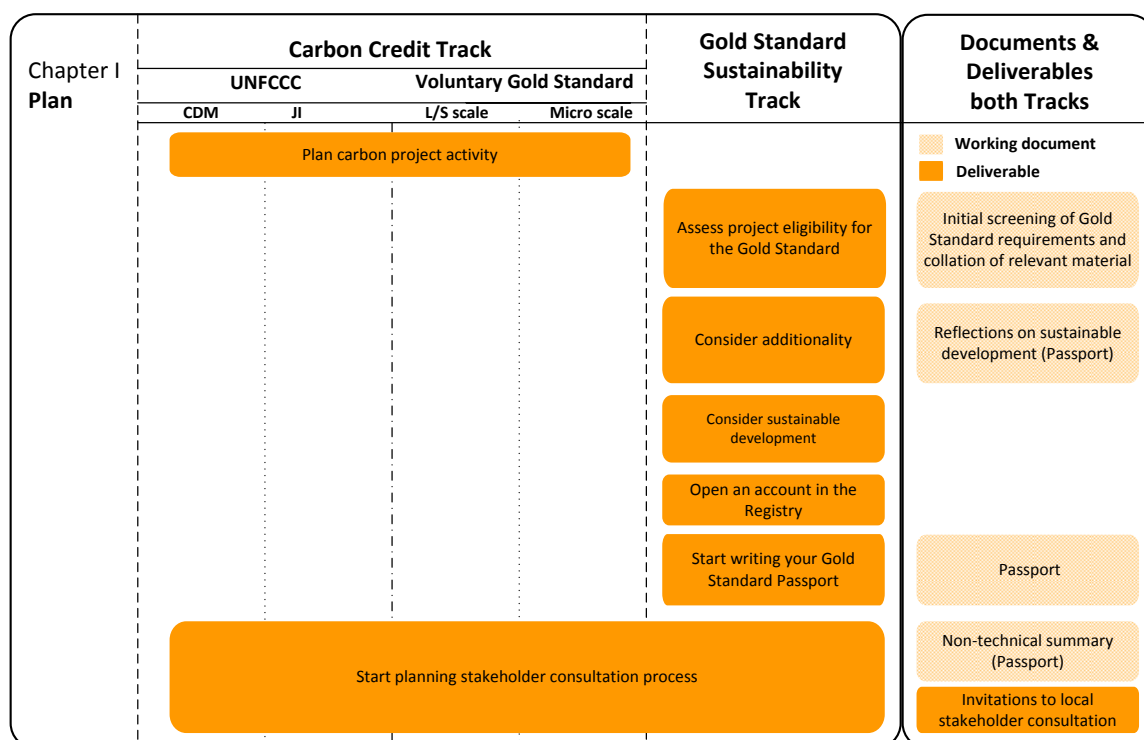 Chapter I
Plan
Carbon Credit Track
UNFCCC
Voluntary Gold Standard
CDM
JI
L/S scale
Micro scale
Gold Standard
Sustainability
Track
Documents &
Deliverables
both Tracks
Working document
Deliverable
Plan carbon project activity
Assess project eligibility for
the Gold Standard
Initial screening of Gold
Standard requirements and
collation of relevant material
Consider additionality
Reflections on sustainable
development (Passport)
Consider sustainable
development
Open an account in the
Registry
Start writing your Gold
Standard Passport
Passport
Start planning stakeholder consultation process
Non-technical summary
(Passport)
Invitations to local
stakeholder consultation